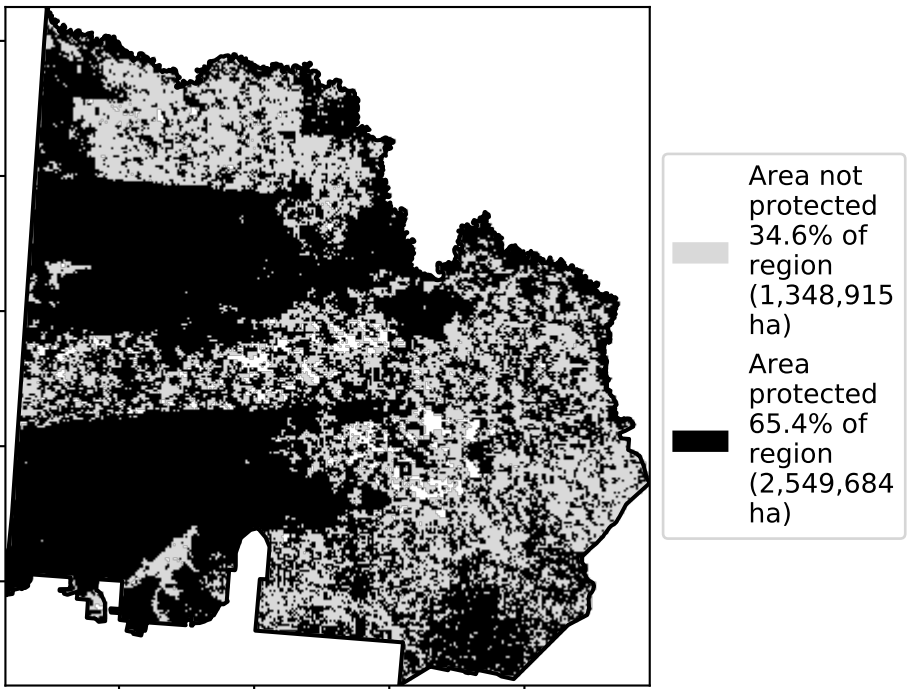 Area not
protected
34.6% of
region
(1,348,915
ha)
Area
protected
65.4% of
region
(2,549,684
ha)